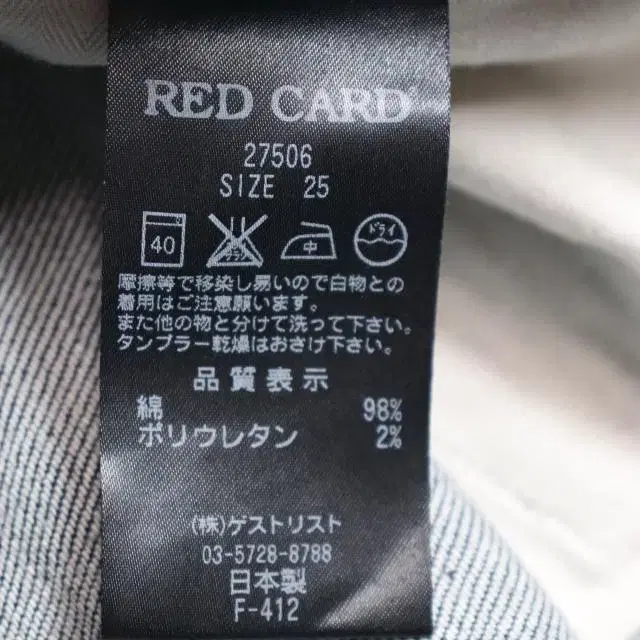 RED CARD
27506
SIZE 25
40 中 ドライ
摩擦等で移染し易いので白物との
着用はご注意願います。
また他の物と分けて洗って下さい。
タンブラー乾燥はおさけ下さい。
品質表示
綿 98%
ポリウレタン 2%
(株)ゲストリスト
03-5728-8788
日本製
F-412